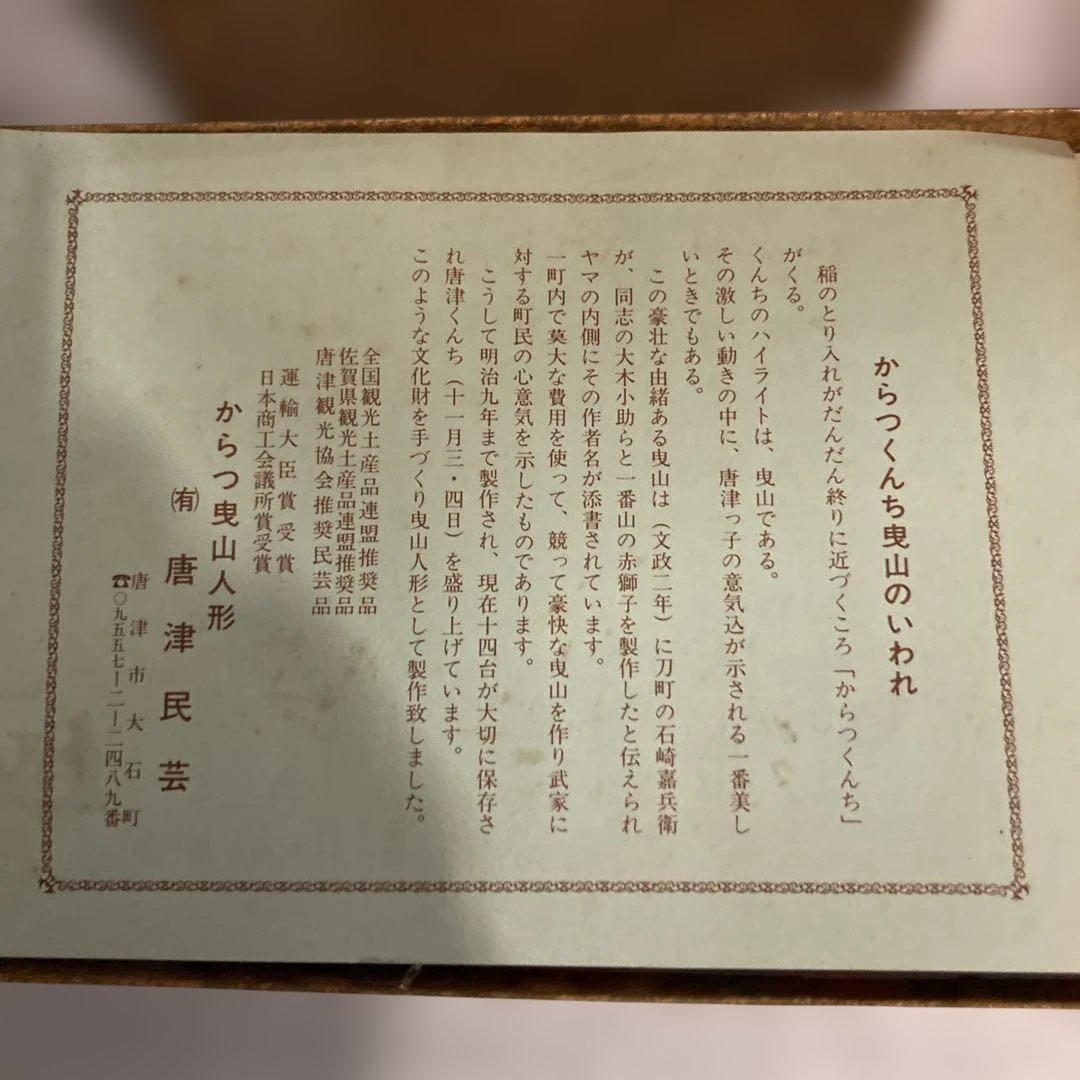 からつくんち曳山のいわれ
稲のとり入れがだんだん終りに近づくころ「からつくんち」
がくる。
くんちのハイライトは、曳山である。
その激しい動きの中に、唐津っ子の意気込が示される一番美し
いときでもある。
この豪壮な由緒ある曳山は（文政二年）に刀町の石崎嘉兵衛
が、同志の大木小助らと一番山の赤獅子を製作したと伝えられ
ヤマの内側にその作者名が添書されています。
一町内で莫大な費用を使って、競って豪快な曳山を作り武家に
対する町民の心意気を示したものであります。
こうして明治九年まで製作され、現在十四台が大切に保存さ
れ唐津くんち（十一月三・四日）を盛り上げています。
このような文化財を手づくり曳山人形として製作致しました。
全国観光土産品連盟推奨品
佐賀県観光土産品連盟推奨品
唐津観光協会推奨民芸品
運輸大臣賞受賞
日本商工会議所賞受賞
からつ曳山人形
㈲唐津民芸
唐津市大石町
☎〇九五五七ー二ー二四八九番